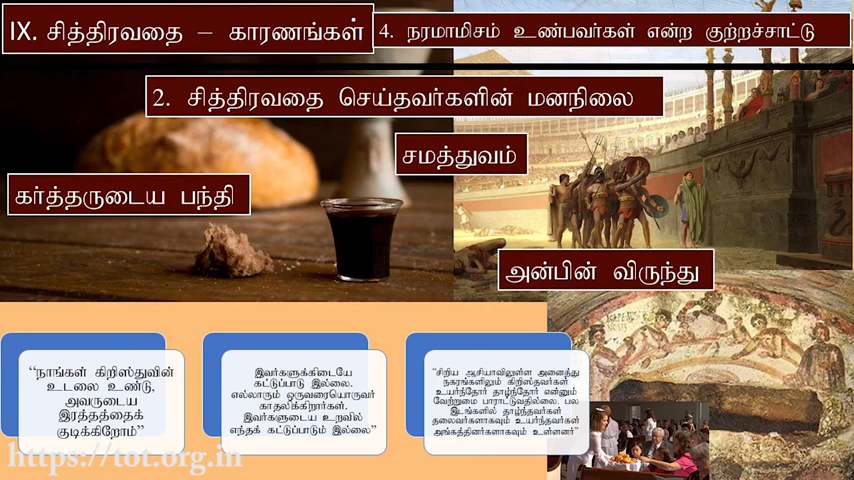 IX. சித்திரவதை – காரணங்கள்
4. நரமாமிசம் உண்பவர்கள் என்ற குற்றச்சாட்டு
2. சித்திரவதை செய்தவர்களின் மனநிலை
சமத்துவம்
கர்த்தருடைய பந்தி
அன்பின் விருந்து
“நாங்கள் கிறிஸ்துவின்
உடலை உண்டு,
அவருடைய
இரத்தத்தைக்
குடிக்கிறோம்”
இவர்களுக்கிடையே
கட்டுப்பாடு இல்லை.
எல்லாரும் ஒருவரையொருவர்
காதலிக்கிறார்கள்.
இவர்களுடைய உறவில்
எந்தக் கட்டுப்பாடும் இல்லை”
“சிறிய ஆசியாவிலுள்ள அனைத்து
நகரங்களிலும் கிறிஸ்தவர்கள்
உயர்ந்தோர் தாழ்ந்தோர் என்னும்
வேற்றுமை பாராட்டுவதில்லை. பல
இடங்களில் தாழ்ந்தவர்கள்
தலைவர்களாகவும் உயர்ந்தவர்கள்
அங்கத்தினர்களாகவும் உள்ளனர்”
https://tot.org.in